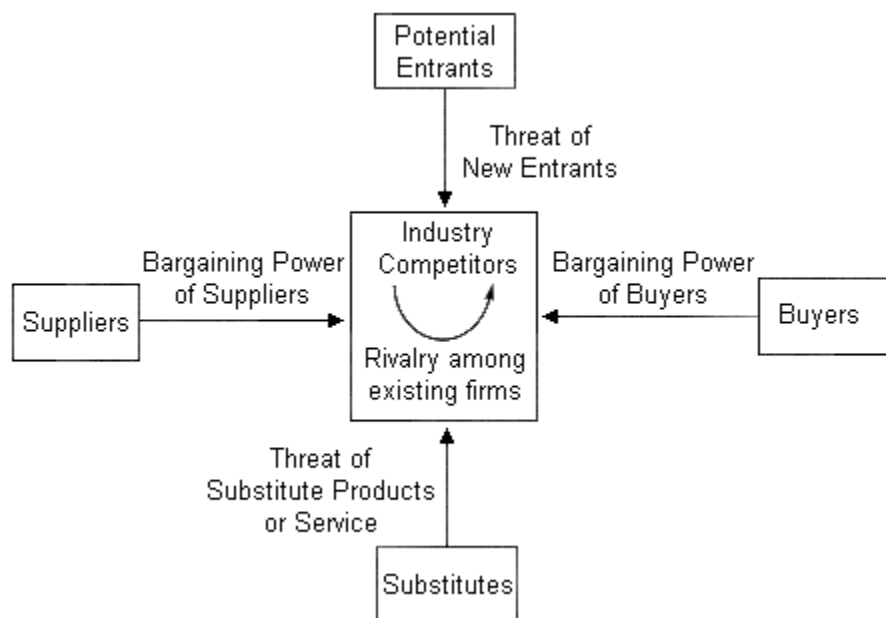 Potential
Entrants
Threat of
New Entrants
Industry
Competitors
Bargaining Power
of Suppliers
Bargaining Power
of Buyers
Suppliers
Buyers
Rivalry among
existing firms
Threat of
Substitute Products
or Service
Substitutes